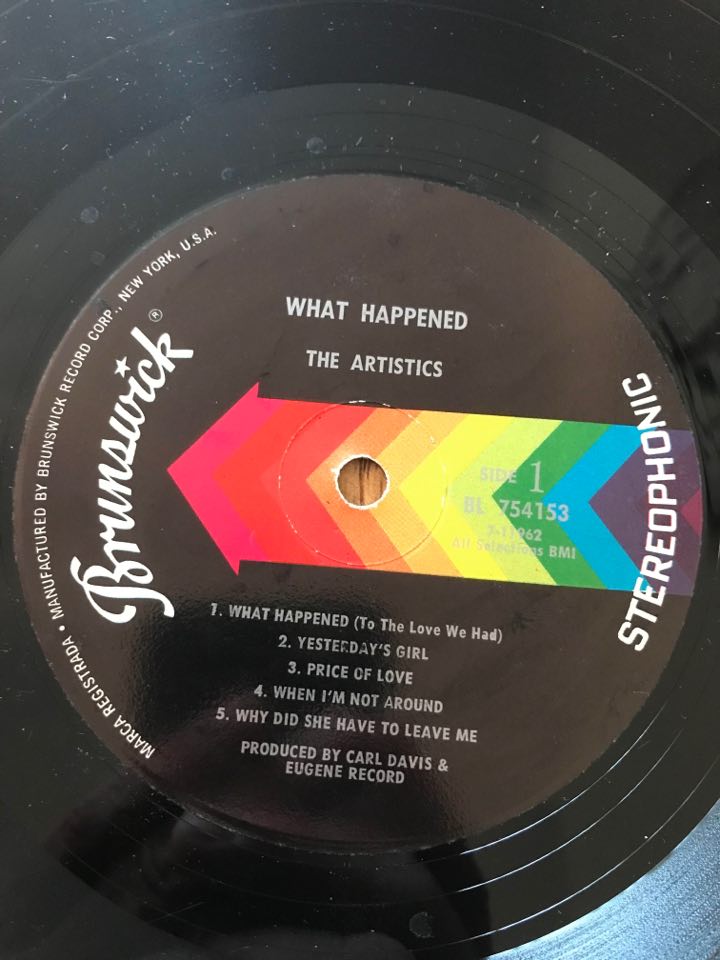 WHAT HAPPENED
THE ARTISTICS
Brunswick®
STEREOPHONIC
SIDE 1
BL 754153
7-11962
All Selections BMI
1. WHAT HAPPENED (To The Love We Had)
2. YESTERDAY'S GIRL
3. PRICE OF LOVE
4. WHEN I'M NOT AROUND
5. WHY DID SHE HAVE TO LEAVE ME
PRODUCED BY CARL DAVIS &
EUGENE RECORD
MARCA REGISTRADA • MANUFACTURED BY BRUNSWICK RECORD CORP., NEW YORK, U.S.A.